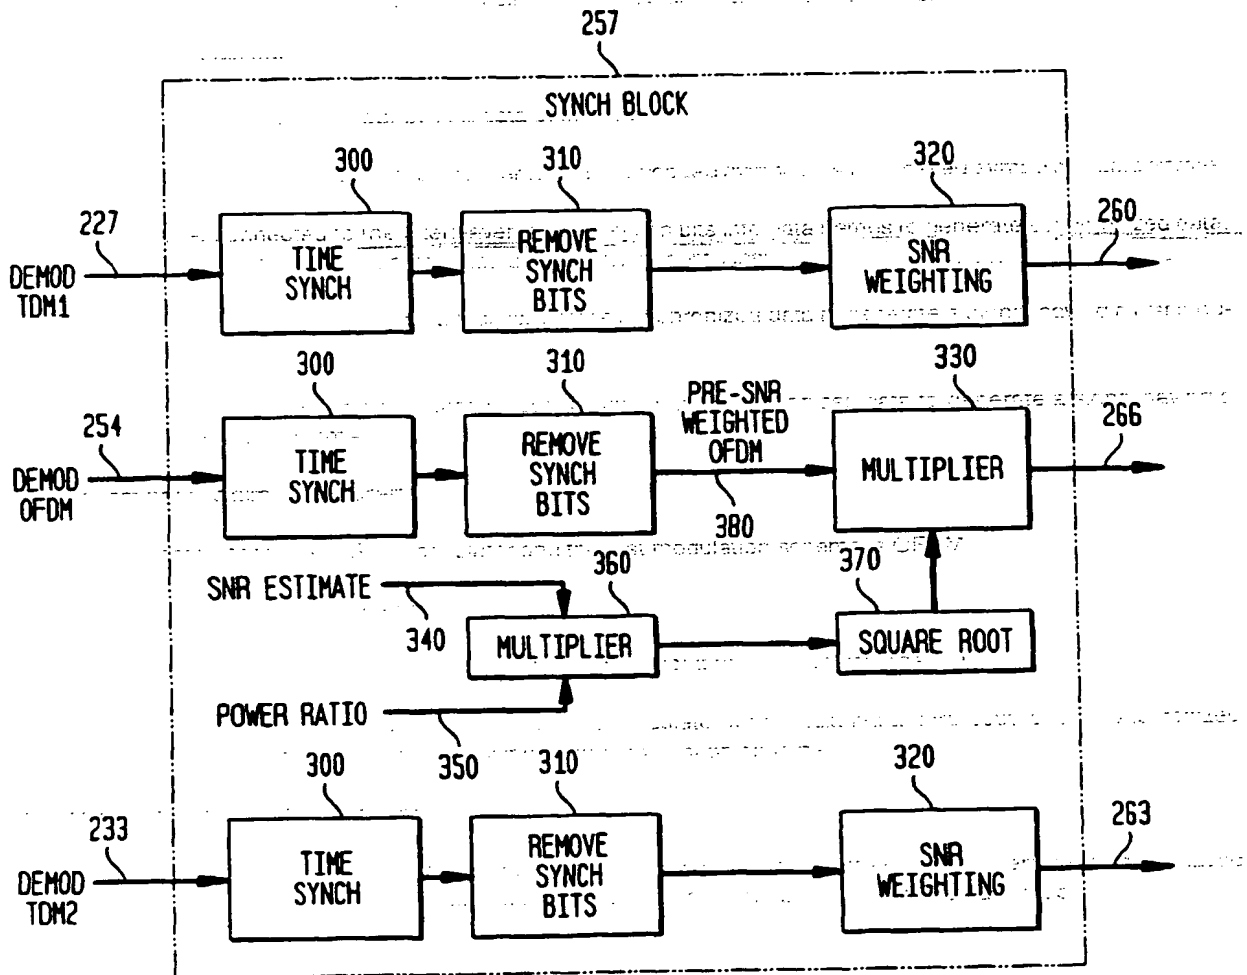 257
SYNCH BLOCK
300
310
320
227
260
DEMOD
TDM1
TIME
SYNCH
REMOVE
SYNCH
BITS
SNR
WEIGHTING
300
310
330
254
266
DEMOD
OFDM
TIME
SYNCH
REMOVE
SYNCH
BITS
PRE-SNR
WEIGHTED
OFDM
380
MULTIPLIER
SNR ESTIMATE
340
360
370
MULTIPLIER
SQUARE ROOT
POWER RATIO
350
300
310
320
233
263
DEMOD
TDM2
TIME
SYNCH
REMOVE
SYNCH
BITS
SNR
WEIGHTING